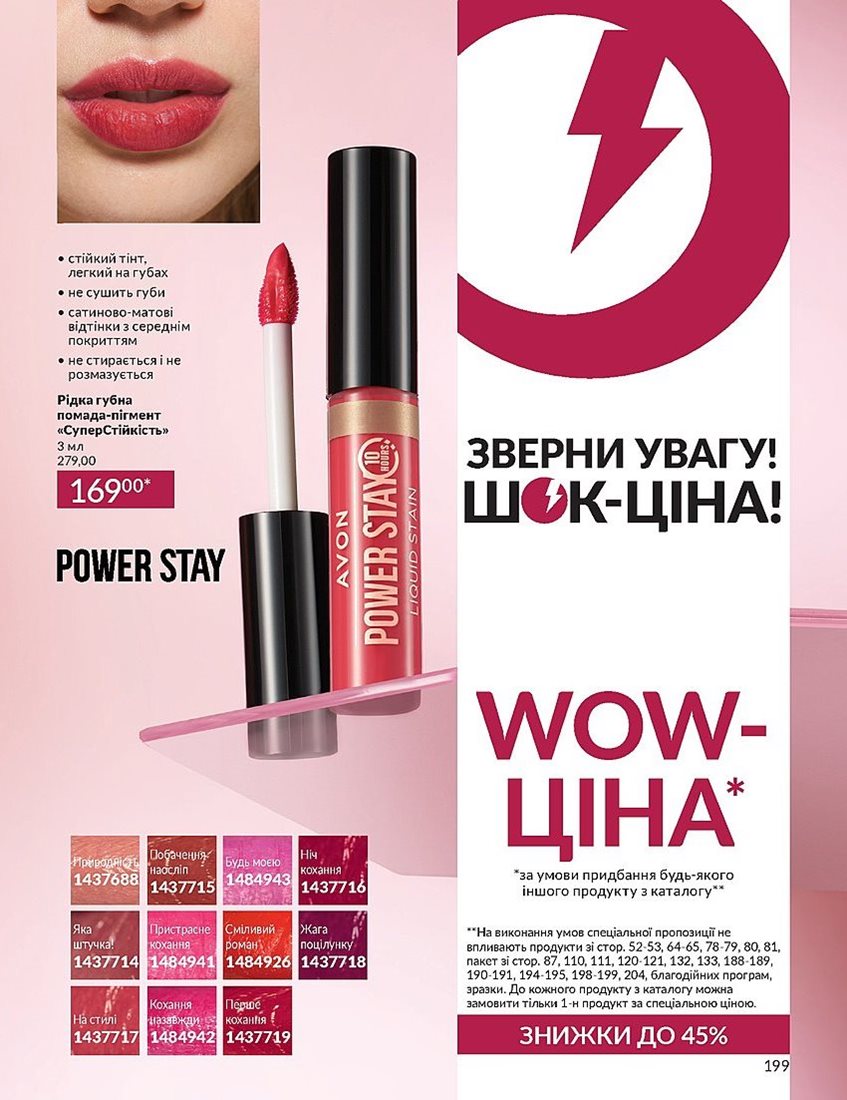 • стійкий тінт,
легкий на губах
• не сушить губи
• сатиново-матові
відтінки з середнім
покриттям
• не стирається і не
розмазується
Рідка губна
помада-пігмент
«СуперСтійкість»
3 мл
279,00
169⁰⁰*
POWER STAY
AVON
POWER STAY
10 HOURS+
LIQUID STAIN
Природність
1437688
Побачення
наосліп
1437715
Будь моєю
1484943
Ніч
кохання
1437716
Яка
штучка!
1437714
Пристрасне
кохання
1484941
Сміливий
роман
1484926
Жага
поцілунку
1437718
На стилі
1437717
Кохання
назавжди
1484942
Перше
кохання
1437719
ЗВЕРНИ УВАГУ!
ШОК-ЦІНА!
WOW-
ЦІНА*
*за умови придбання будь-якого
іншого продукту з каталогу**
**На виконання умов спеціальної пропозиції не
впливають продукти зі стор. 52-53, 64-65, 78-79, 80, 81,
пакет зі стор. 87, 110, 111, 120-121, 132, 133, 188-189,
190-191, 194-195, 198-199, 204, благодійних програм,
зразки. До кожного продукту з каталогу можна
замовити тільки 1-н продукт за спеціальною ціною.
ЗНИЖКИ ДО 45%
199